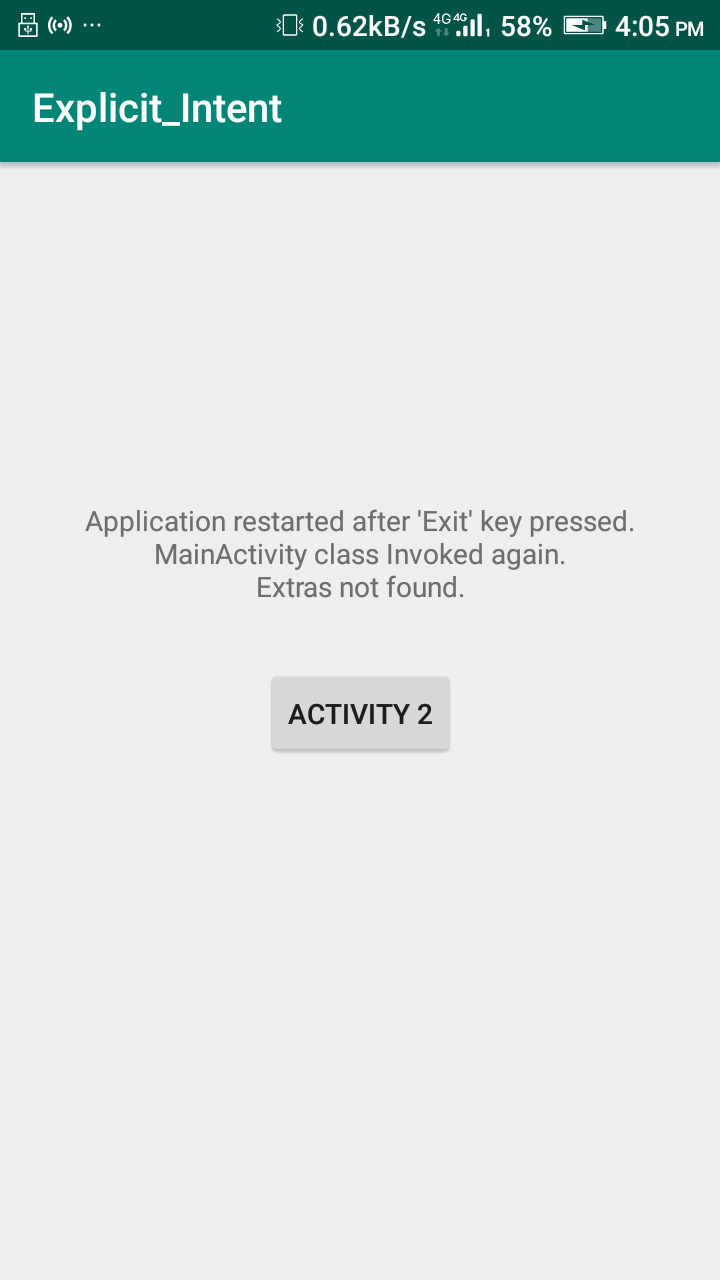 0.62kB/s 4G 4G 1 58% 4:05 PM
Explicit_Intent
Application restarted after 'Exit' key pressed.
MainActivity class Invoked again.
Extras not found.
ACTIVITY 2